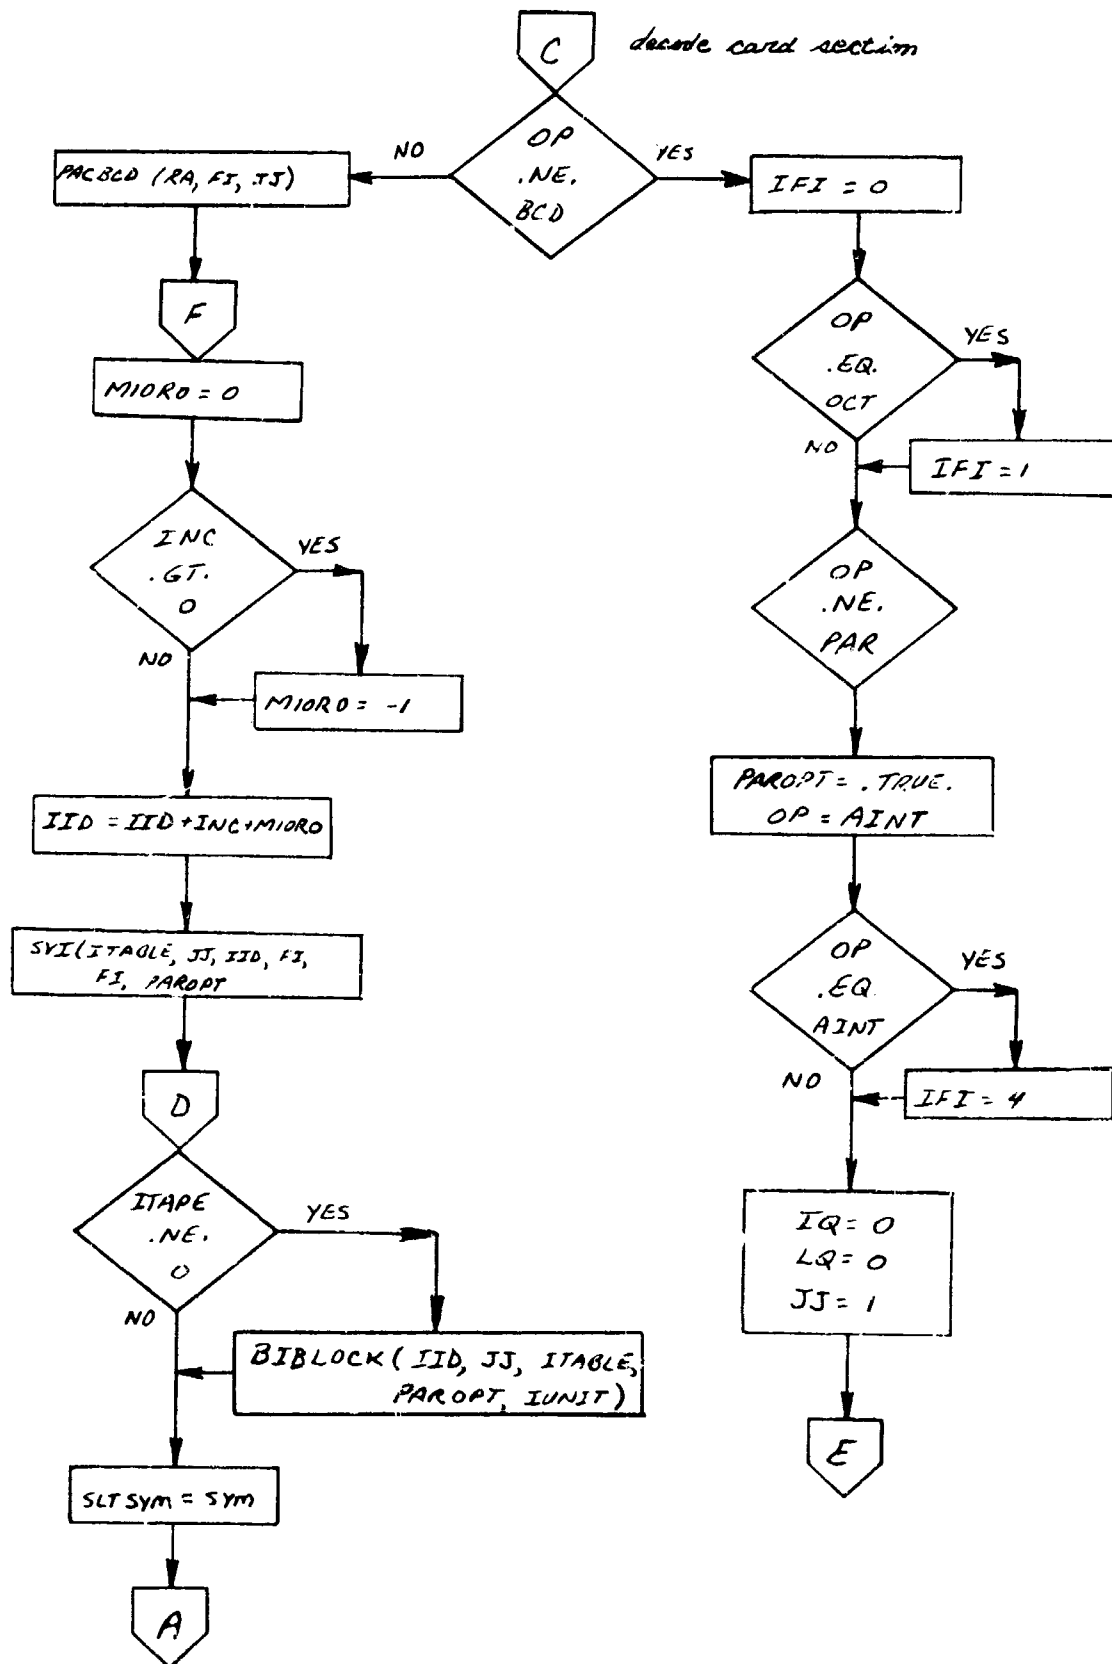 C
decode card section
OP
.NE.
BCD
NO
YES
PACBCD (RA, FI, JJ)
IFI = 0
F
MIORO = 0
OP
.EQ.
OCT
YES
NO
IFI = 1
INC
.GT.
0
YES
NO
MIORO = -1
OP
.NE.
PAR
IID = IID + INC + MIORO
PAROPT = .TRUE.
OP = AINT
SVI(ITABLE, JJ, IID, FI,
FI, PAROPT
OP
.EQ.
AINT
YES
NO
IFI = 4
D
ITAPE
.NE.
0
YES
NO
BIBLOCK( IID, JJ, ITABLE,
PAROPT, IUNIT)
IQ = 0
LQ = 0
JJ = 1
E
SLTSYM = SYM
A